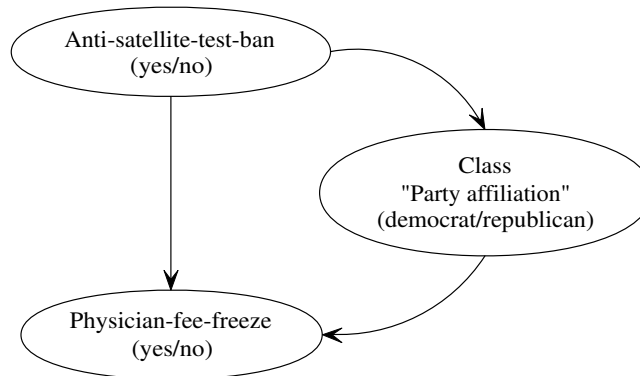 Anti-satellite-test-ban
(yes/no)
Class
"Party affiliation"
(democrat/republican)
Physician-fee-freeze
(yes/no)